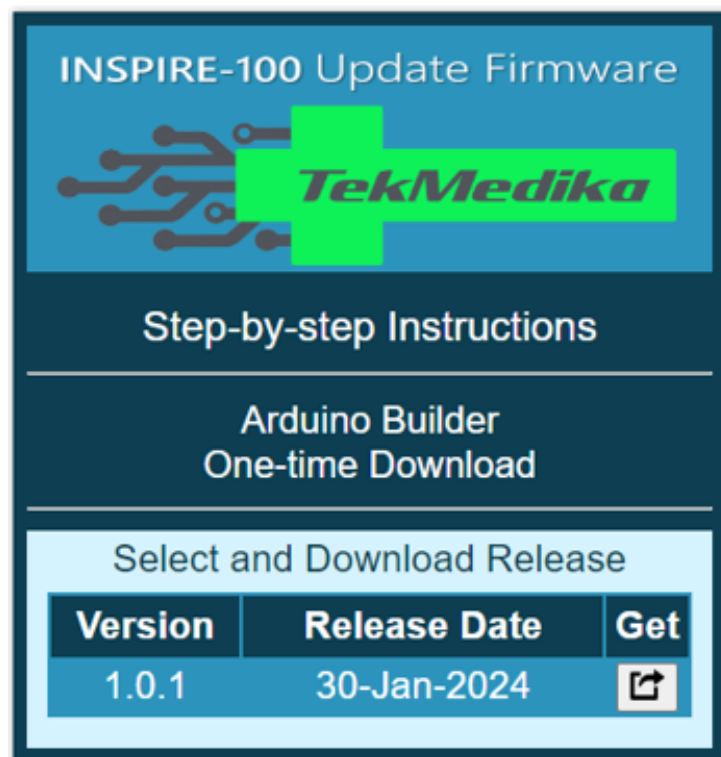 INSPIRE-100 Update Firmware
TekMedika
Step-by-step Instructions
Arduino Builder
One-time Download
Select and Download Release
Version Release Date Get
1.0.1 30-Jan-2024